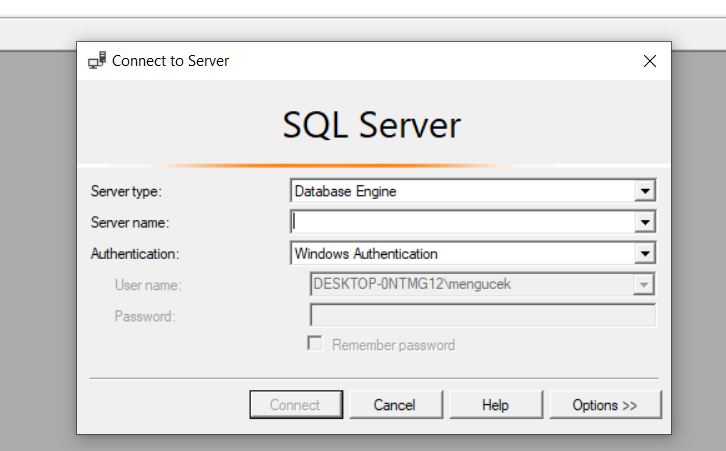 Connect to Server
SQL Server
Server type: Database Engine
Server name:
Authentication: Windows Authentication
User name: DESKTOP-0NTMG12\mengucek
Password:
Remember password
Connect Cancel Help Options >>